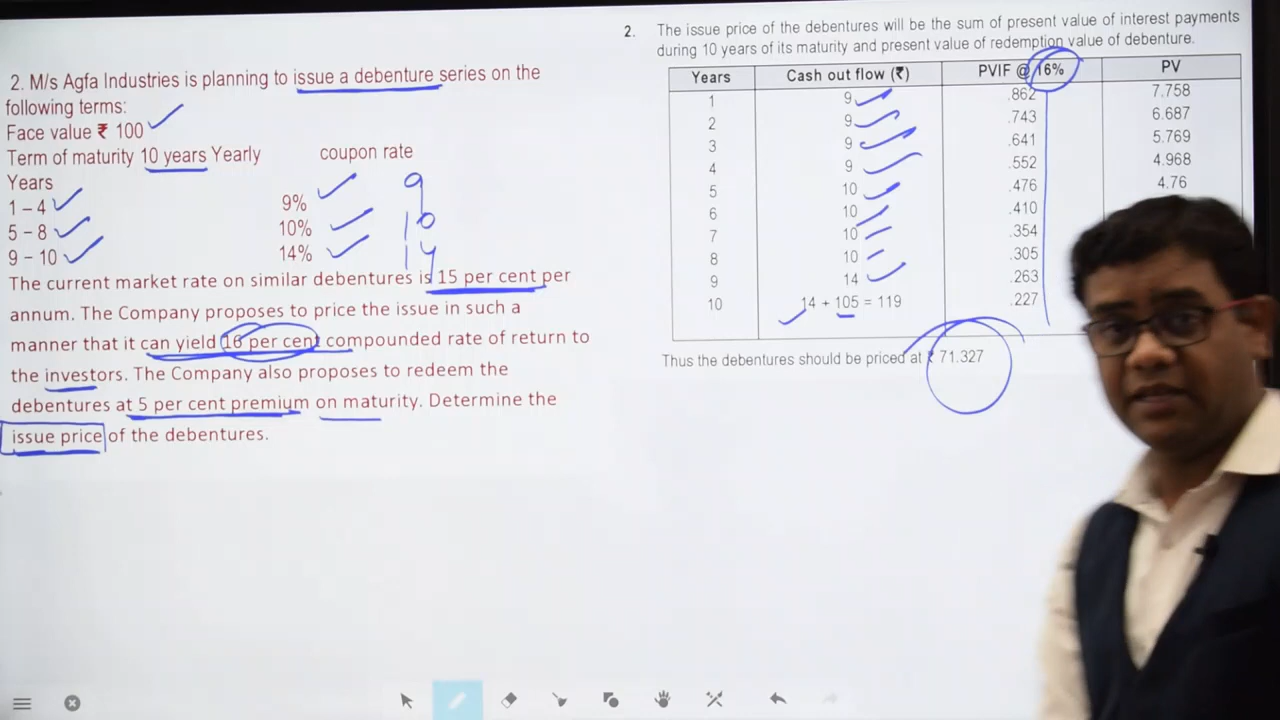 2. M/s Agfa Industries is planning to issue a debenture series on the
following terms:
Face value ₹ 100
Term of maturity 10 years Yearly coupon rate
Years
1 – 4 9% 9
5 – 8 10% 10
9 – 10 14% 14
The current market rate on similar debentures is 15 per cent per
annum. The Company proposes to price the issue in such a
manner that it can yield 16 per cent compounded rate of return to
the investors. The Company also proposes to redeem the
debentures at 5 per cent premium on maturity. Determine the
issue price of the debentures.
2. The issue price of the debentures will be the sum of present value of interest payments
during 10 years of its maturity and present value of redemption value of debenture.
Years Cash out flow (₹) PVIF @ 16% PV
1 9 .862 7.758
2 9 .743 6.687
3 9 .641 5.769
4 9 .552 4.968
5 10 .476 4.76
6 10 .410
7 10 .354
8 10 .305
9 14 .263
10 14 + 105 = 119 .227
Thus the debentures should be priced at ₹ 71.327